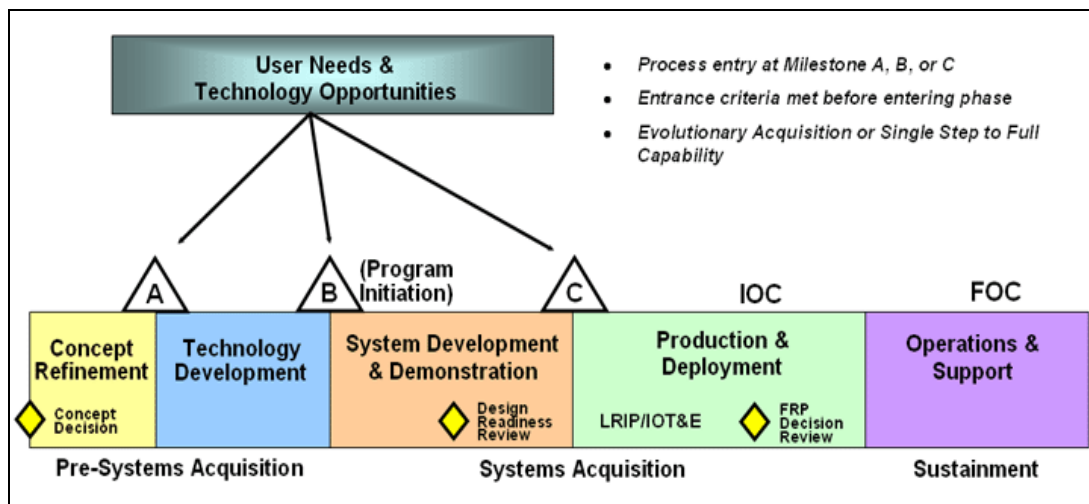 User Needs &
Technology Opportunities
• Process entry at Milestone A, B, or C
• Entrance criteria met before entering phase
• Evolutionary Acquisition or Single Step to Full
Capability
A
B
(Program
Initiation)
C
IOC
FOC
Concept
Refinement
Technology
Development
System Development
& Demonstration
Production &
Deployment
Operations &
Support
Concept
Decision
Design
Readiness
Review
LRIP/IOT&E
FRP
Decision
Review
Pre-Systems Acquisition
Systems Acquisition
Sustainment